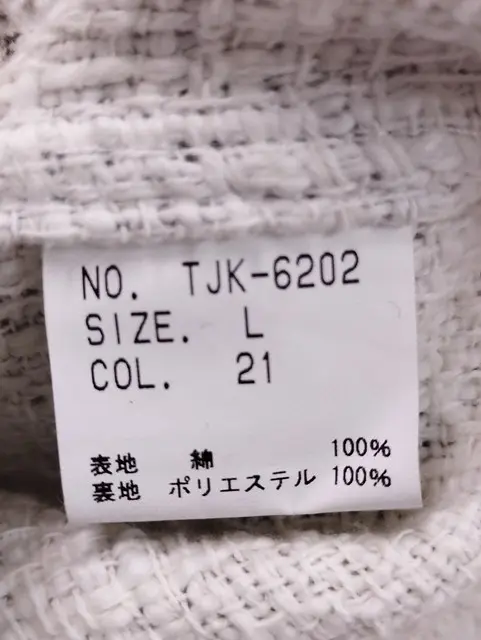 NO. TJK-6202
SIZE. L
COL. 21
表地 綿 100%
裏地 ポリエステル 100%